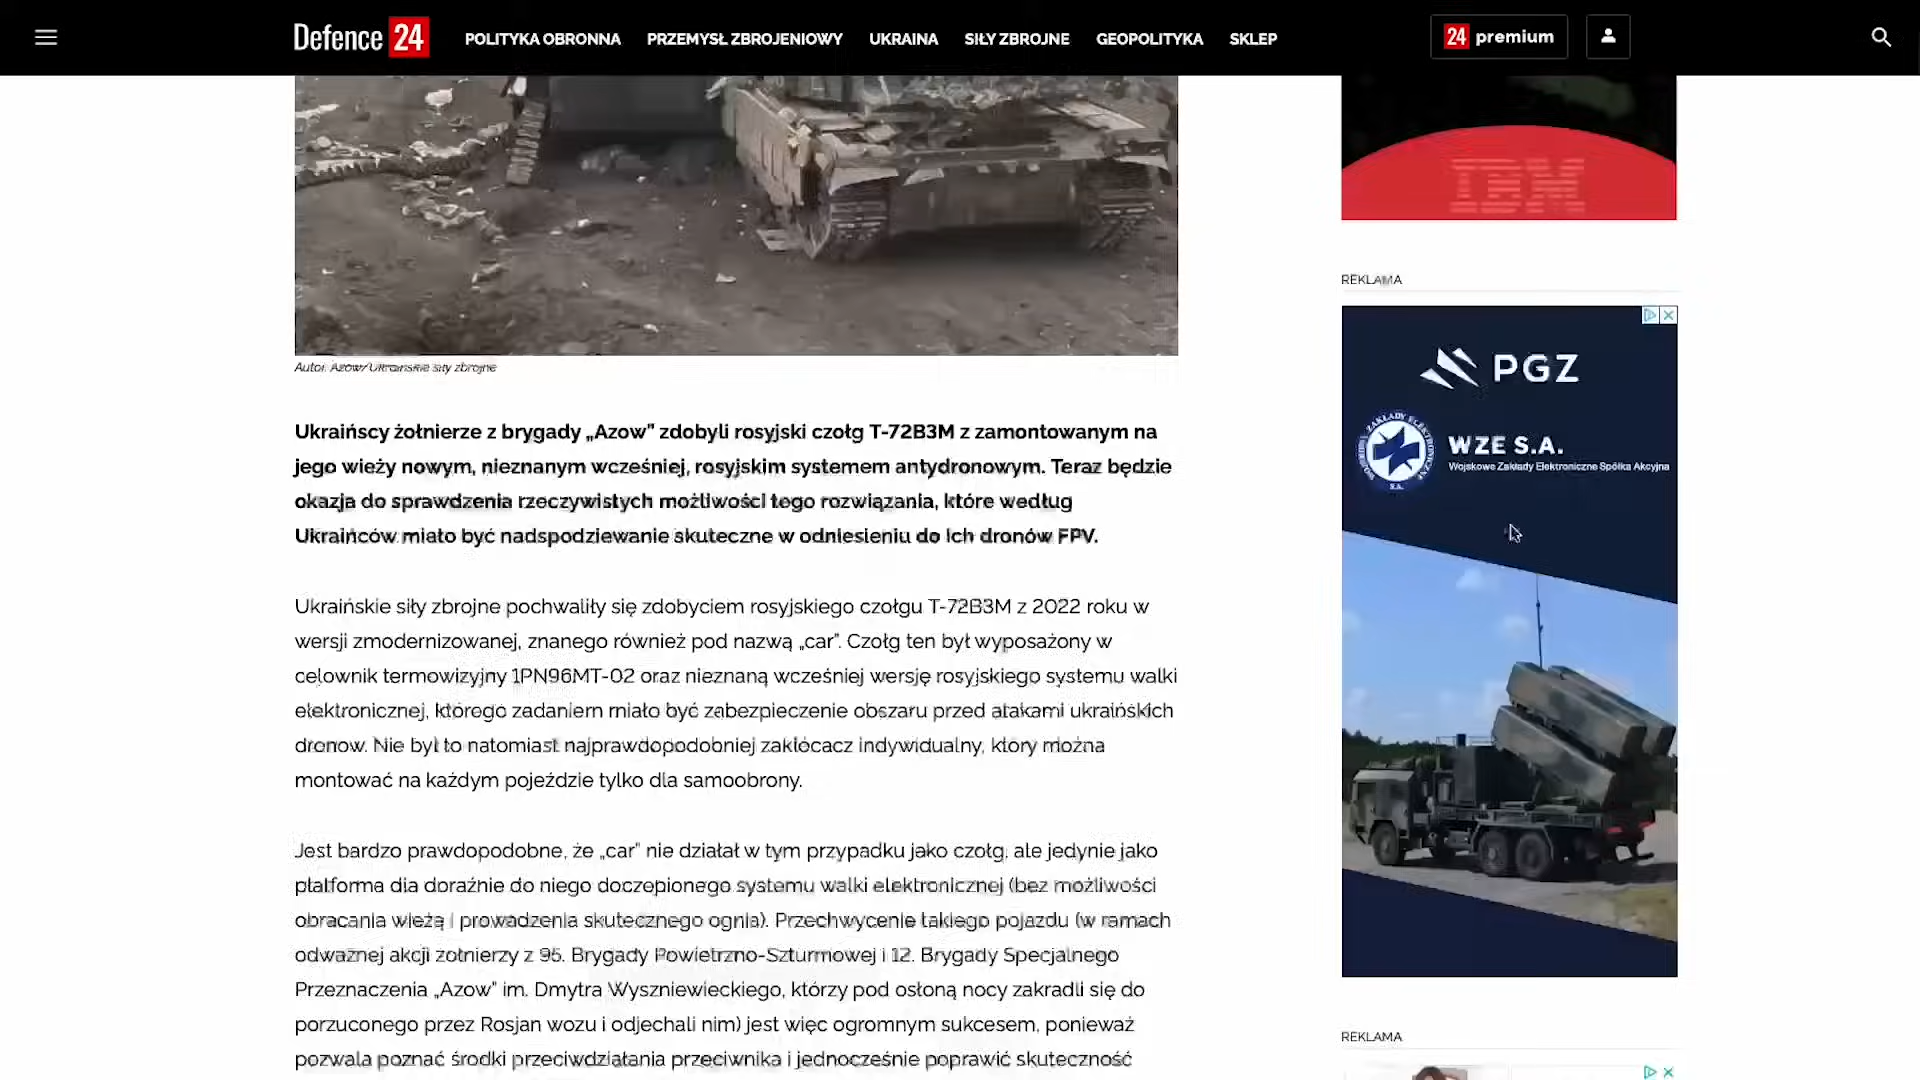 Defence 24
POLITYKA OBRONNA PRZEMYSŁ ZBROJENIOWY UKRAINA SIŁY ZBROJNE GEOPOLITYKA SKLEP
24 premium
IBM
Autor. Azow/Ukraińskie siły zbrojne
Ukraińscy żołnierze z brygady „Azow” zdobyli rosyjski czołg T-72B3M z zamontowanym na
jego wieży nowym, nieznanym wcześniej, rosyjskim systemem antydronowym. Teraz będzie
okazja do sprawdzenia rzeczywistych możliwości tego rozwiązania, które według
Ukraińców miało być nadspodziewanie skuteczne w odniesieniu do ich dronów FPV.
Ukraińskie siły zbrojne pochwaliły się zdobyciem rosyjskiego czołgu T-72B3M z 2022 roku w
wersji zmodernizowanej, znanego również pod nazwą „car”. Czołg ten był wyposażony w
celownik termowizyjny 1PN96MT-02 oraz nieznaną wcześniej wersję rosyjskiego systemu walki
elektronicznej, którego zadaniem miało być zabezpieczenie obszaru przed atakami ukraińskich
dronów. Nie był to natomiast najprawdopodobniej zakłócacz indywidualny, który można
montować na każdym pojeździe tylko dla samoobrony.
Jest bardzo prawdopodobne, że „car” nie działał w tym przypadku jako czołg, ale jedynie jako
platforma dla doraźnie do niego doczepionego systemu walki elektronicznej (bez możliwości
obracania wieżą i prowadzenia skutecznego ognia). Przechwycenie takiego pojazdu (w ramach
odważnej akcji żołnierzy z 95. Brygady Powietrzno-Szturmowej i 12. Brygady Specjalnego
Przeznaczenia „Azow” im. Dmytra Wyszniewieckiego, którzy pod osłoną nocy zakradli się do
porzuconego przez Rosjan wozu i odjechali nim) jest więc ogromnym sukcesem, ponieważ
pozwala poznać środki przeciwdziałania przeciwnika i jednocześnie poprawić skuteczność
REKLAMA
PGZ
WZE S.A.
Wojskowe Zakłady Elektroniczne Spółka Akcyjna
REKLAMA